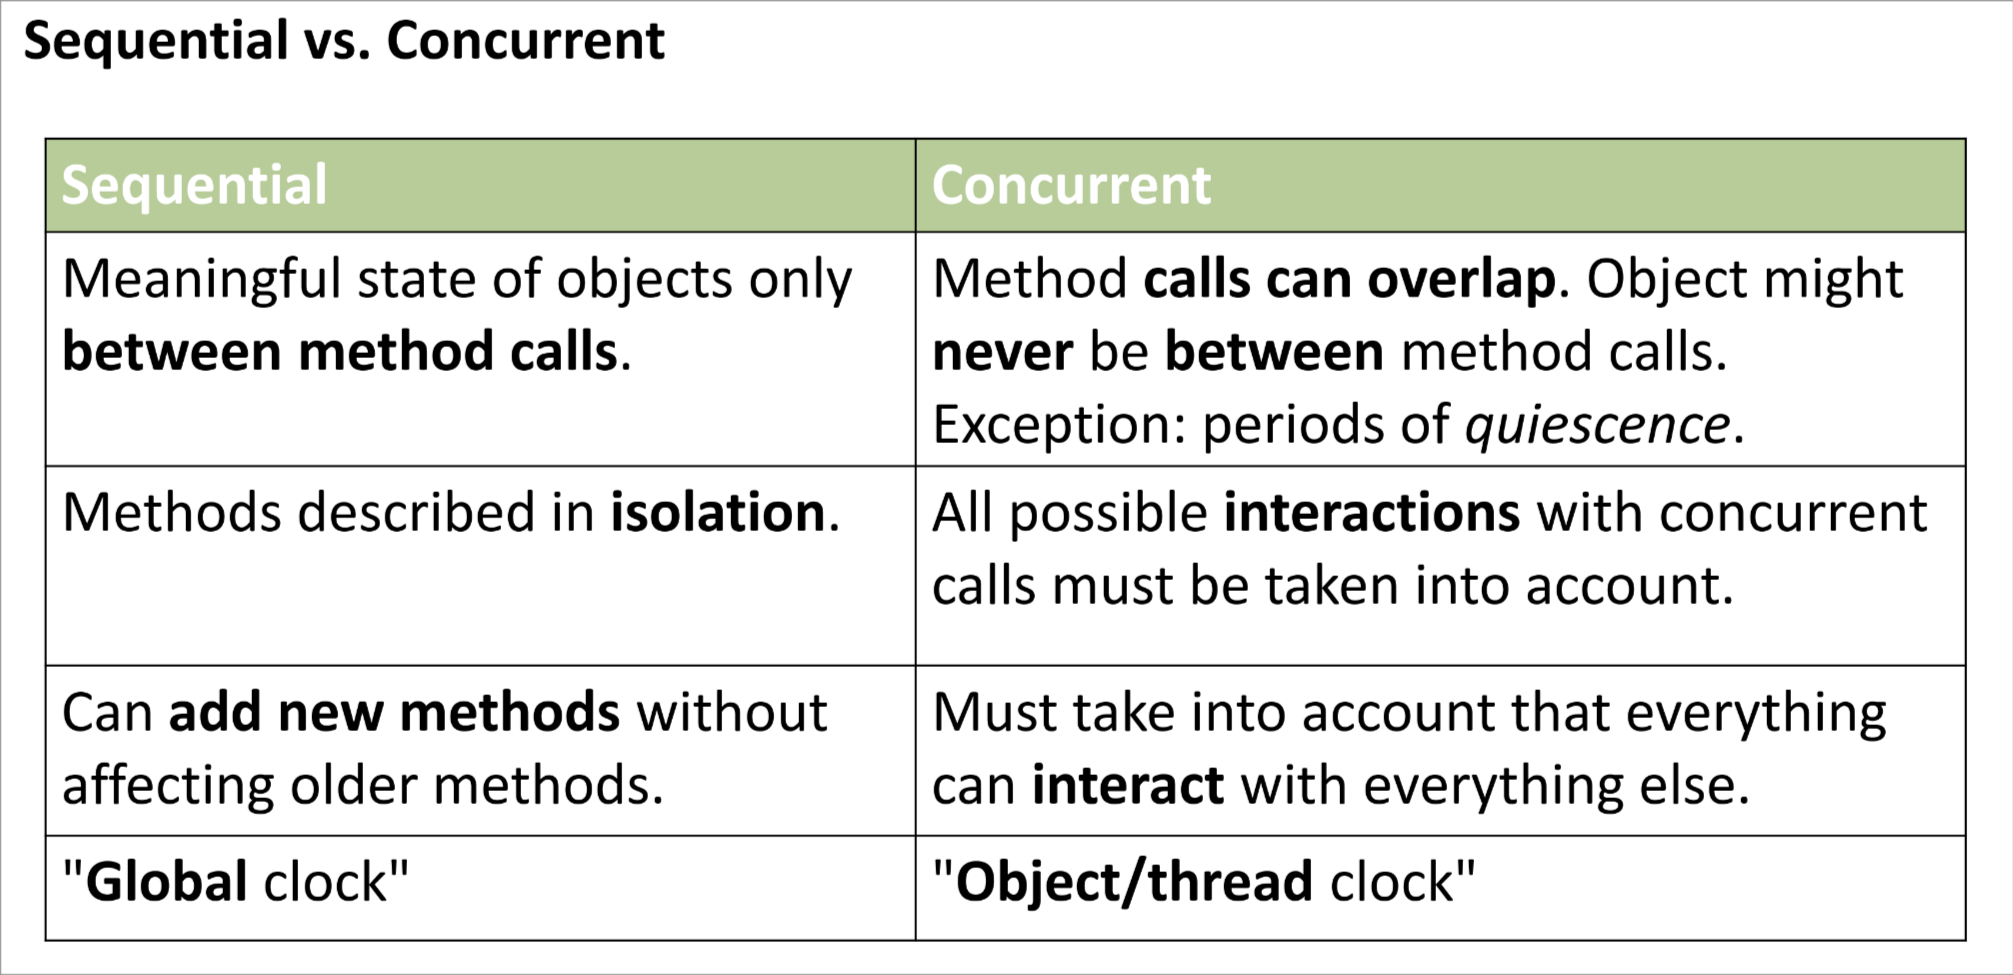 Sequential vs. Concurrent
Sequential
Concurrent
Meaningful state of objects only
between method calls.
Method calls can overlap. Object might
never be between method calls.
Exception: periods of quiescence.
Methods described in isolation.
All possible interactions with concurrent
calls must be taken into account.
Can add new methods without
affecting older methods.
Must take into account that everything
can interact with everything else.
"Global clock"
"Object/thread clock"